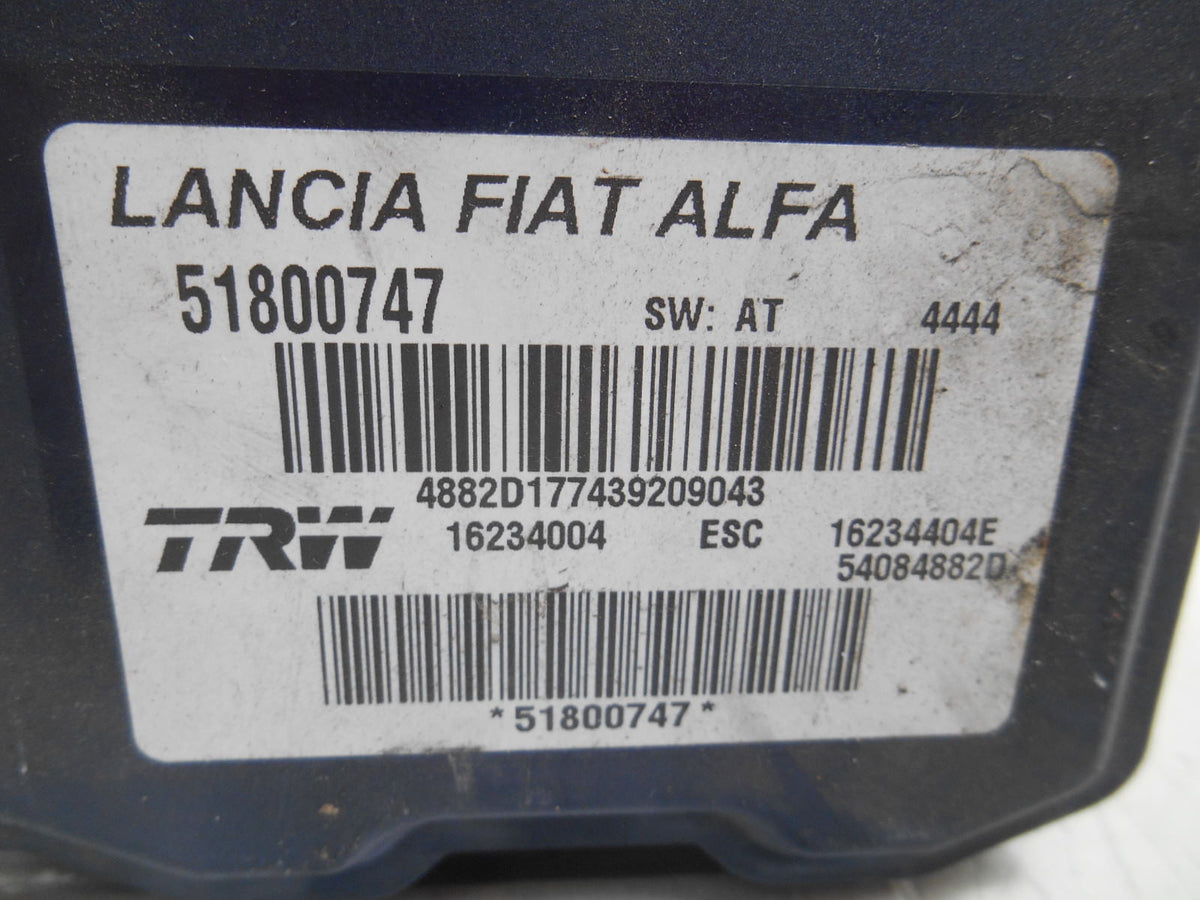 LANCIA FIAT ALFA
51800747 SW: AT 4444
4882D177439209043
TRW 16234004 ESC 16234404E
54084882D
*51800747*